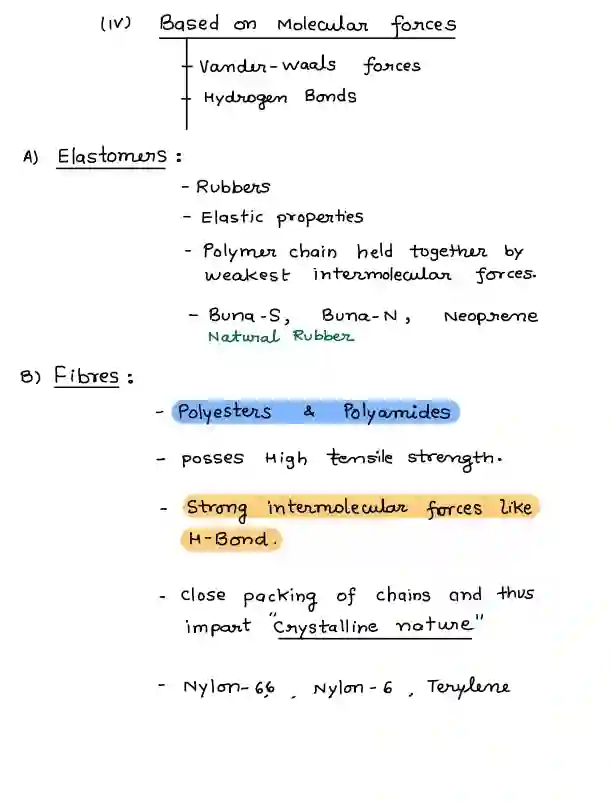 (IV) Based on Molecular forces
Vander-waals forces
Hydrogen Bonds
A) Elastomers :
- Rubbers
- Elastic properties
- Polymer chain held together by
weakest intermolecular forces.
- Buna-S, Buna-N, Neoprene
Natural Rubber
B) Fibres :
- Polyesters & Polyamides
- posses High tensile strength.
- Strong intermolecular forces like
H-Bond.
- close packing of chains and thus
impart "Crystalline nature"
- Nylon-6,6 , Nylon-6 , Terylene